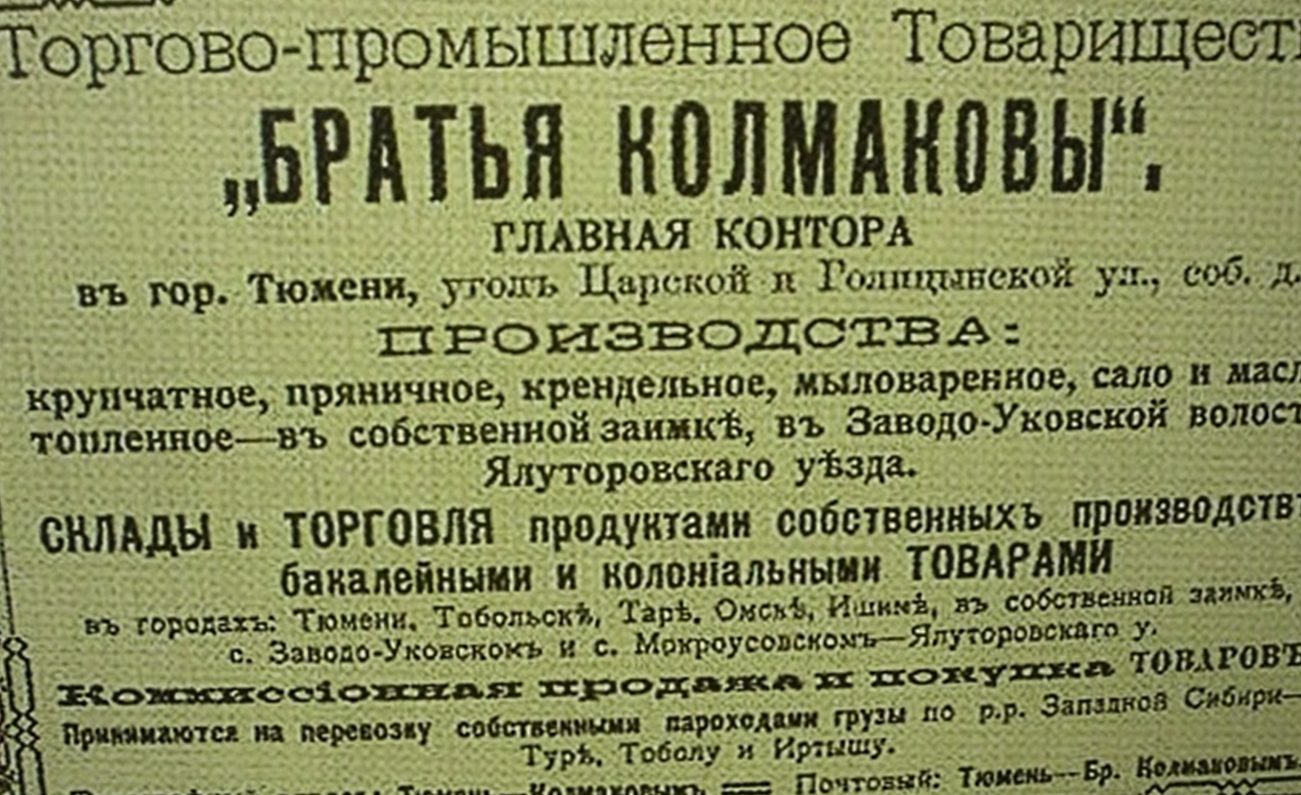 Торгово-промышленное Товарищест
„БРАТЬЯ КОЛМАКОВЫ“.
ГЛАВНАЯ КОНТОРА
въ гор. Тюмени, уголъ Царской и Голицынской ул., соб. д.
ПРОИЗВОДСТВА:
крупчатное, пряничное, крендельное, мыловаренное, сало и масл
топленное—въ собственной заимкѣ, въ Заводо-Уковской волост
Ялуторовскаго уѣзда.
СКЛАДЫ и ТОРГОВЛЯ продуктами собственныхъ производствъ
бакалейными и колоніальными ТОВАРАМИ
въ городахъ: Тюмени, Тобольскѣ, Тарѣ, Омскѣ, Ишимѣ, въ собственной заимкѣ,
с. Заводо-Уковскомъ и с. Мокроусовскомъ—Ялуторовскаго у.
Коммиссіонная продажа и покупка ТОВАРОВЪ
Принимаются на перевозку собственными пароходами грузы по р.р. Западной Сибири—
Турѣ, Тоболу и Иртышу.
Тюмень—Колмаковымъ Почтовый: Тюмень—Бр. Колмаковымъ.